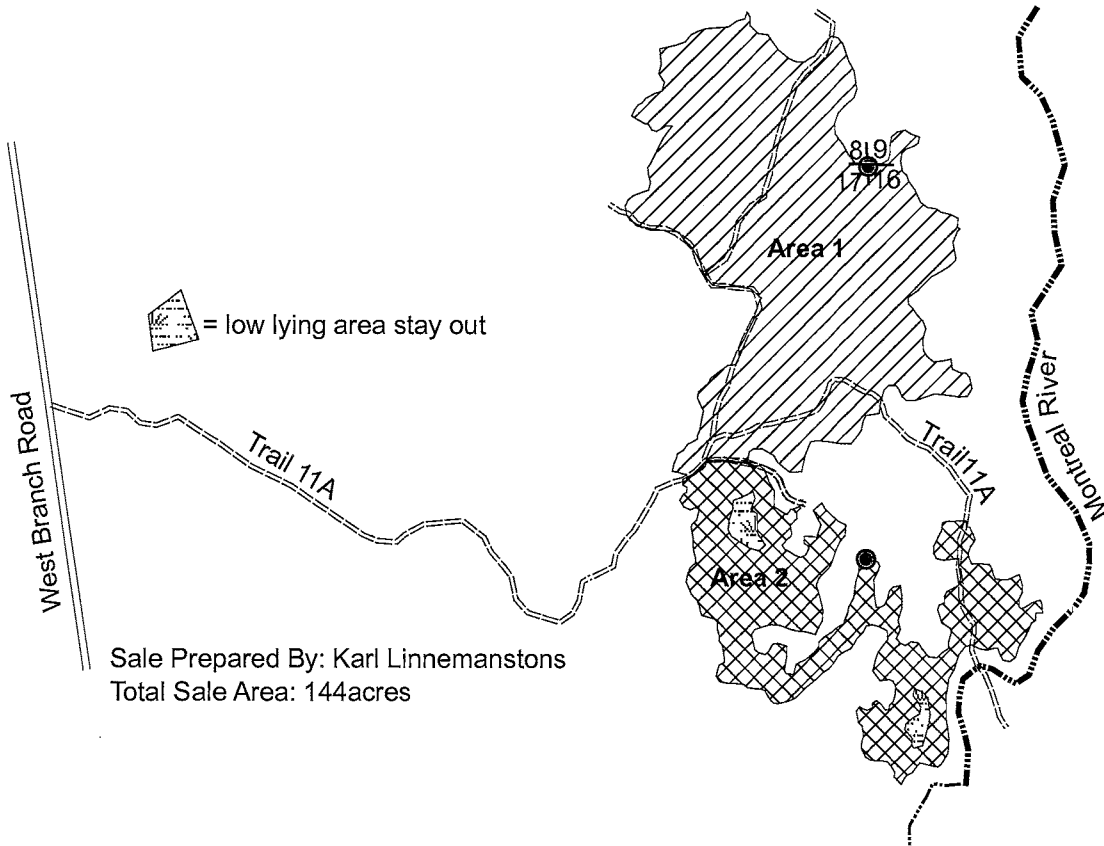 8 9
17 16
Area 1
= low lying area stay out
West Branch Road
Trail 11A
Trail11A
Montreal River
Area 2
Sale Prepared By: Karl Linnemanstons
Total Sale Area: 144acres